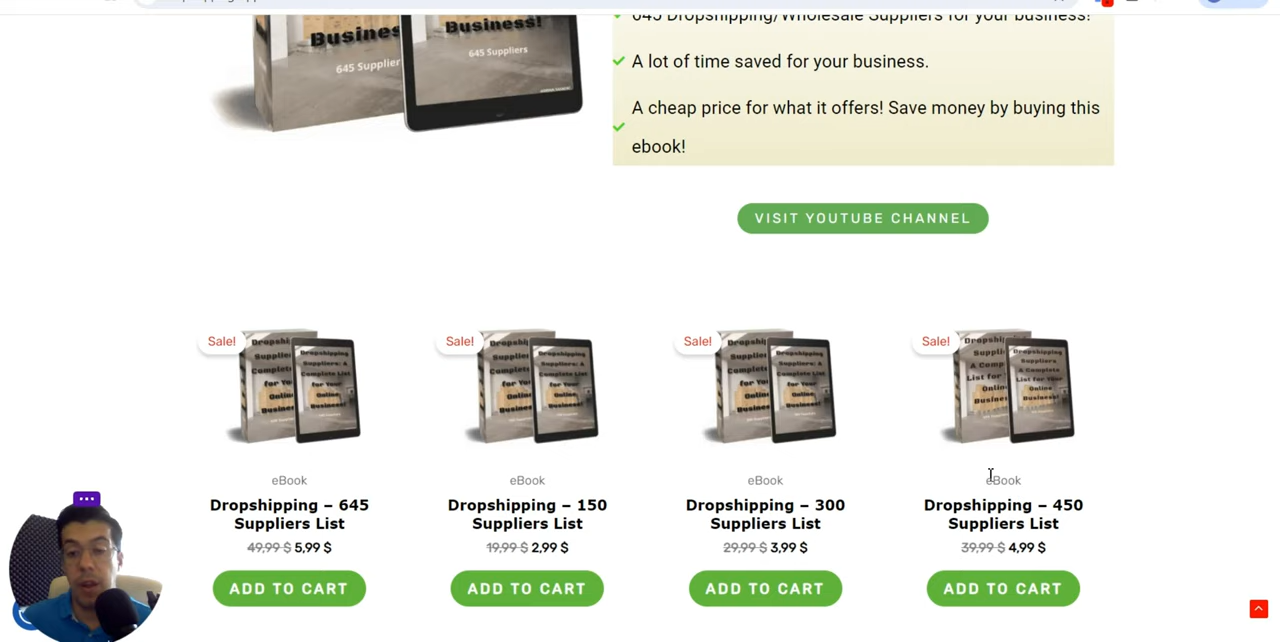 Business!
Business!
645 Suppliers
645 Dropshipping/Wholesale Suppliers for your business!
A lot of time saved for your business.
A cheap price for what it offers! Save money by buying this
ebook!
VISIT YOUTUBE CHANNEL
Sale!
Sale!
Sale!
Sale!
eBook
eBook
eBook
eBook
Dropshipping – 645
Suppliers List
Dropshipping – 150
Suppliers List
Dropshipping – 300
Suppliers List
Dropshipping – 450
Suppliers List
49,99 $ 5,99 $
19,99 $ 2,99 $
29,99 $ 3,99 $
39,99 $ 4,99 $
ADD TO CART
ADD TO CART
ADD TO CART
ADD TO CART